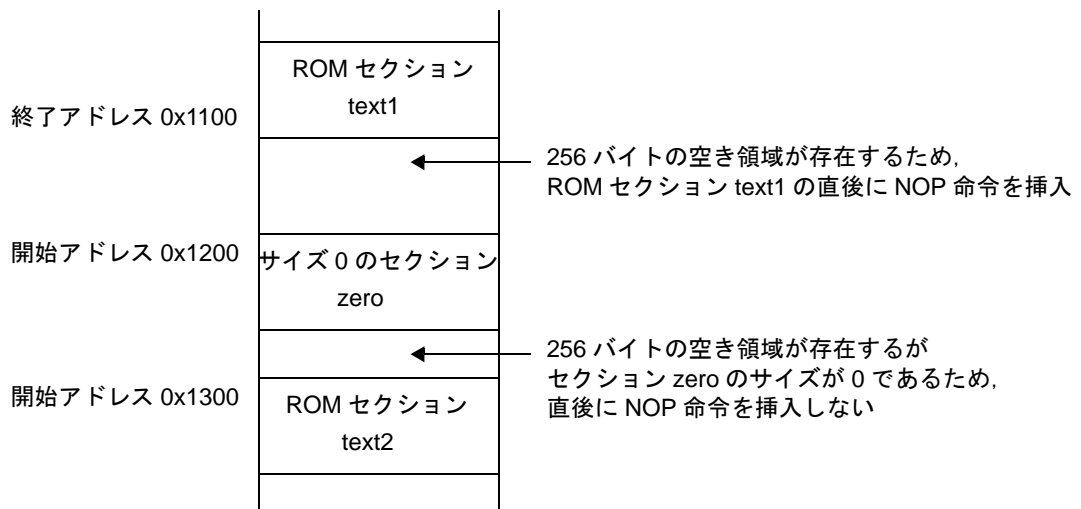 ROM セクション
text1
終了アドレス 0x1100
256 バイトの空き領域が存在するため,
ROM セクション text1 の直後に NOP 命令を挿入
開始アドレス 0x1200
サイズ 0 のセクション
zero
256 バイトの空き領域が存在するが
セクション zero のサイズが 0 であるため,
直後に NOP 命令を挿入しない
開始アドレス 0x1300
ROM セクション
text2